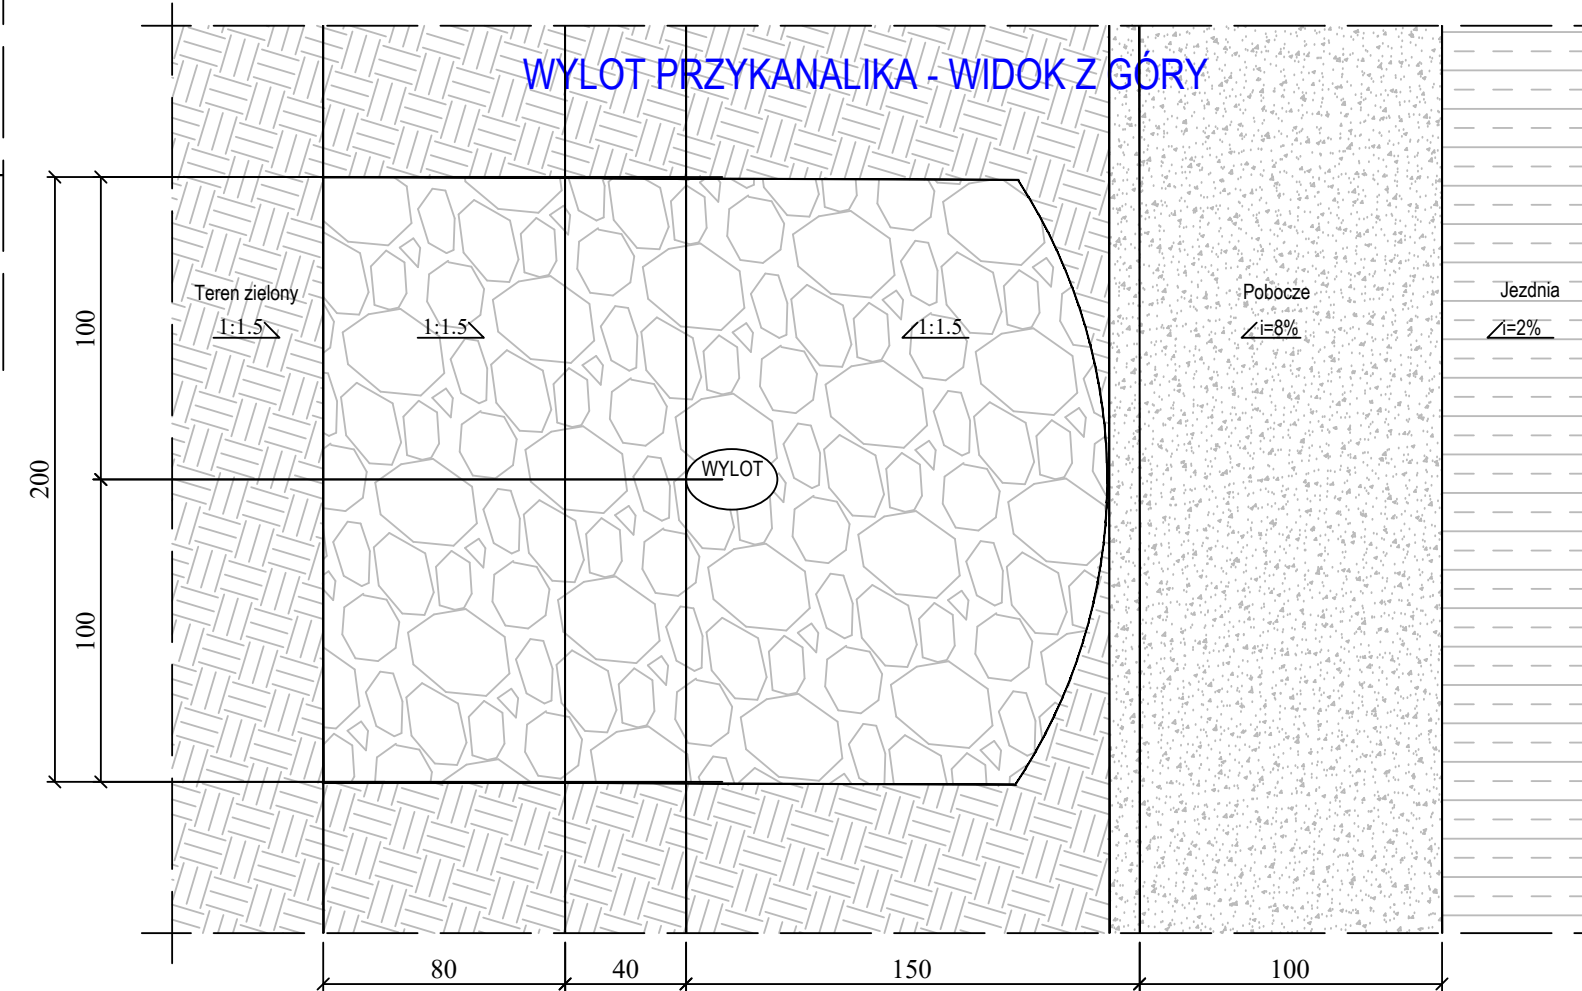 WYLOT PRZYKANALIKA - WIDOK Z GÓRY
Teren zielony
1:1.5
1:1.5
1:1.5
Pobocze
i=8%
Jezdnia
i=2%
100
200
WYLOT
100
80
40
150
100